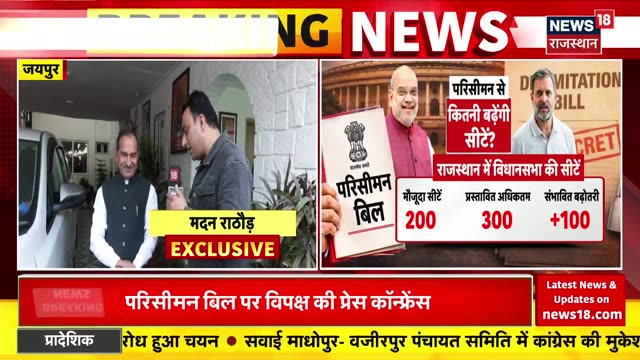 BREAKING NEWS
NEWS 18
राजस्थान
जयपुर
18
मदन राठौड़
EXCLUSIVE
परिसीमन बिल
परिसीमन से
कितनी बढ़ेंगी
सीटें?
BILL
राजस्थान में विधानसभा की सीटें
मौजूदा सीटें प्रस्तावित अधिकतम संभावित बढ़ोतरी
200 300 +100
परिसीमन बिल पर विपक्ष की प्रेस कॉन्फ्रेंस
Latest News &
Updates on
news18.com
प्रादेशिक
चयन • सवाई माधोपुर- वजीरपुर पंचायत समिति में कांग्रेस की